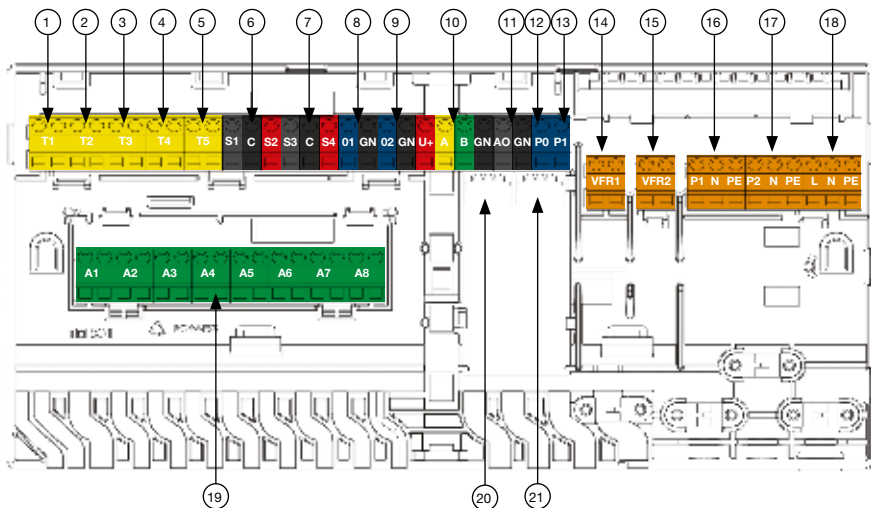 1 2 3 4 5 6 7 8 9 10 11 12 13 14 15 16 17 18
T1 T2 T3 T4 T5 S1 C S2 S3 C S4 01 GN 02 GN U+ A B GN AO GN P0 P1
VFR1 VFR2 P1 N PE P2 N PE L N PE
A1 A2 A3 A4 A5 A6 A7 A8
19 20 21